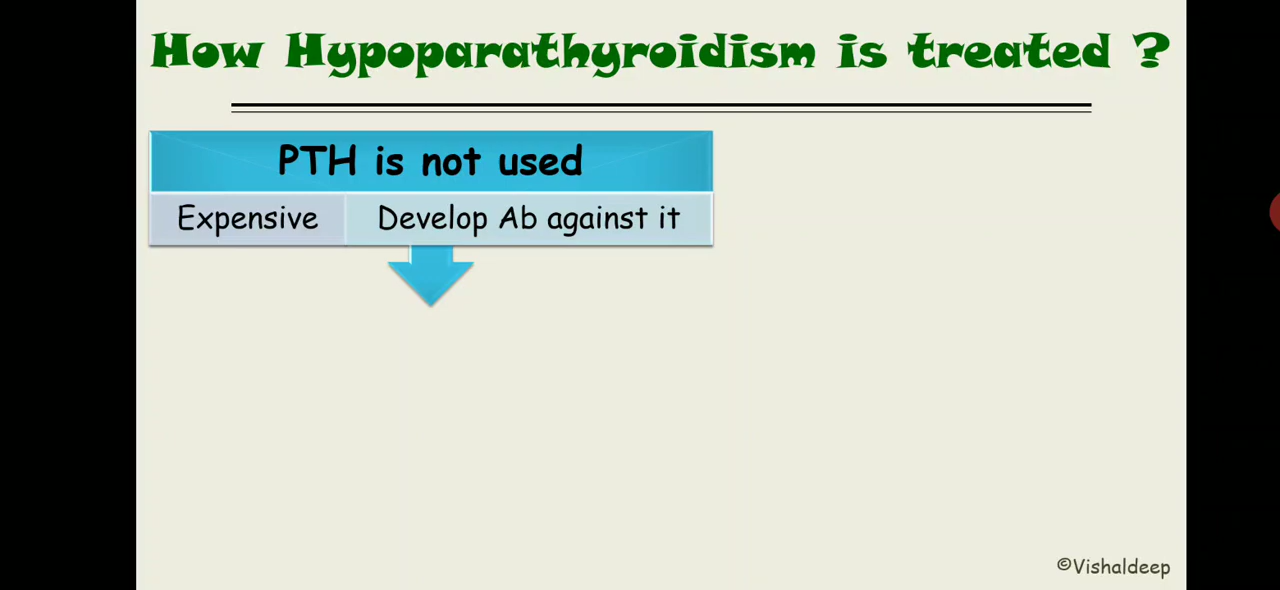 How Hypoparathyroidism is treated ?
PTH is not used
Expensive
Develop Ab against it
©Vishaldeep